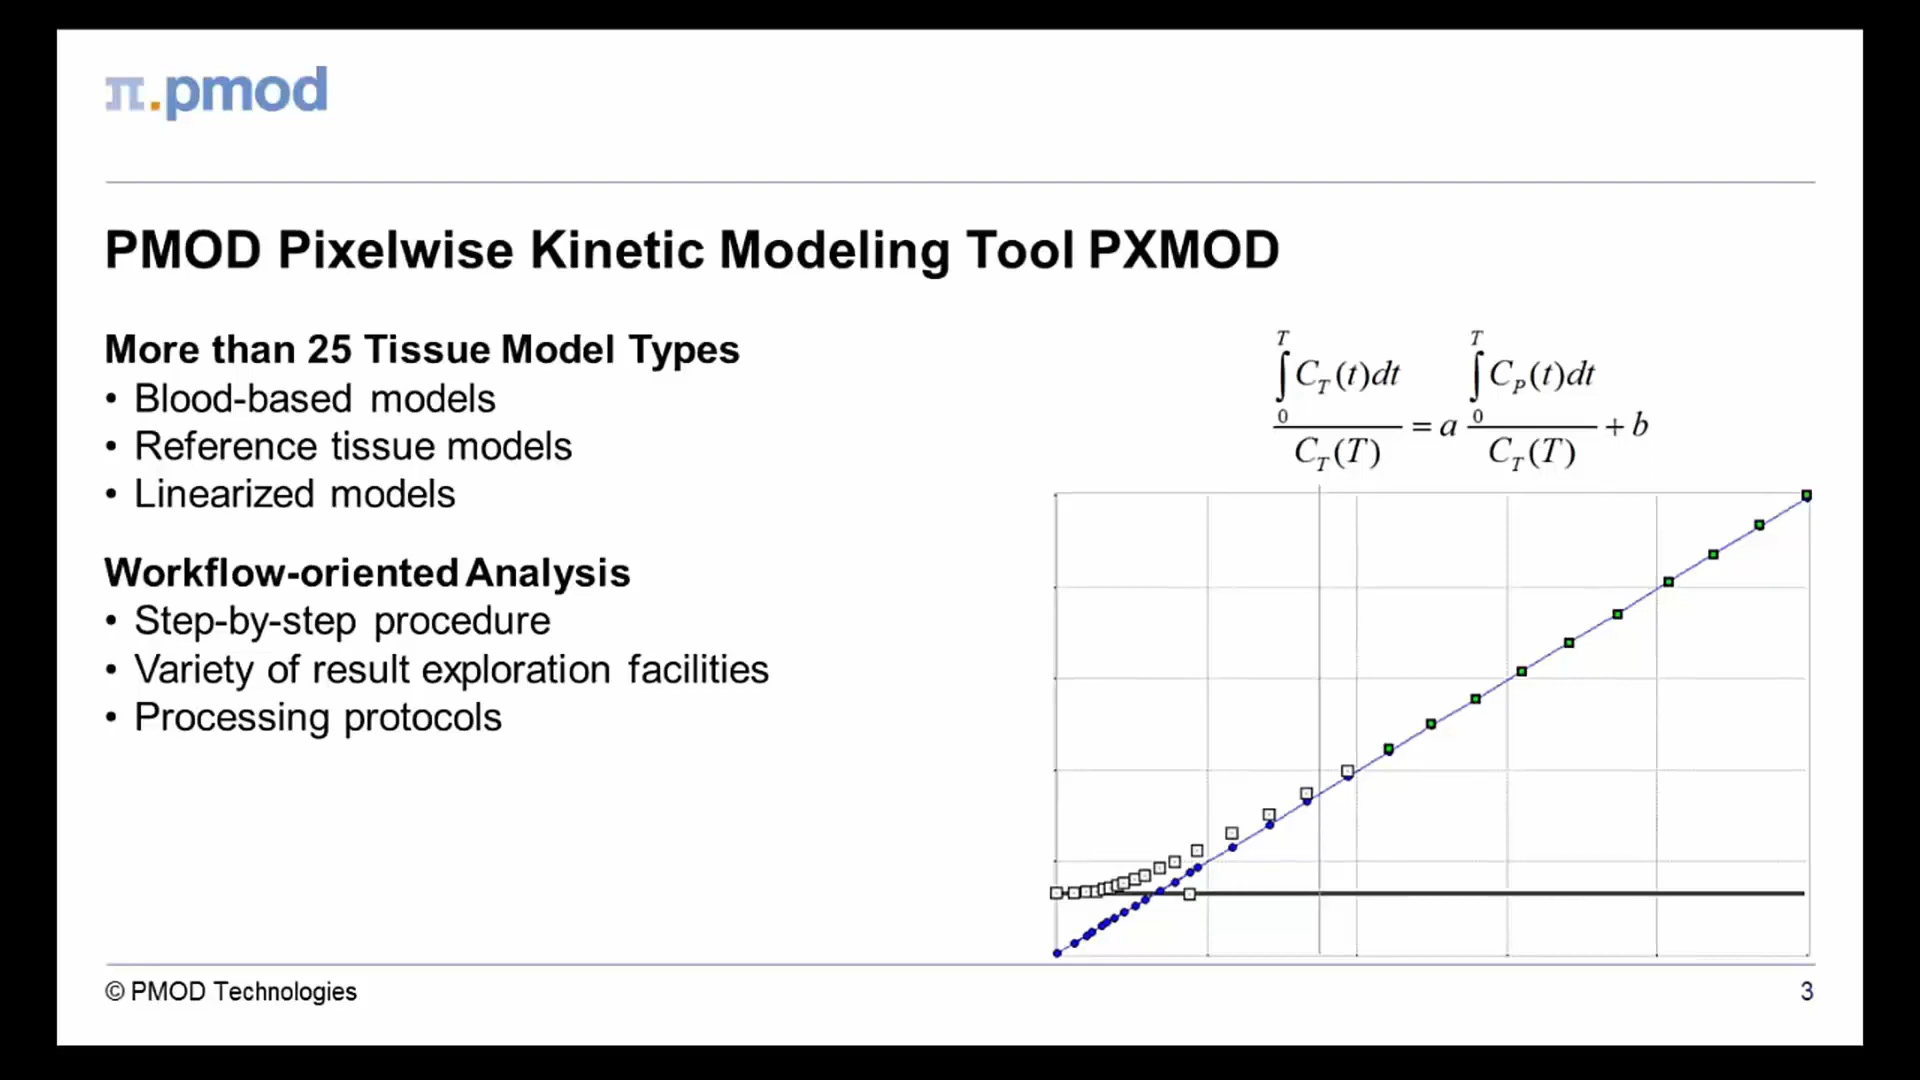 π.pmod
PMOD Pixelwise Kinetic Modeling Tool PXMOD
More than 25 Tissue Model Types
• Blood-based models
• Reference tissue models
• Linearized models
Workflow-oriented Analysis
• Step-by-step procedure
• Variety of result exploration facilities
• Processing protocols
T T
∫ C_T(t)dt ∫ C_P(t)dt
0 = a 0 + b
C_T(T) C_T(T)
© PMOD Technologies
3